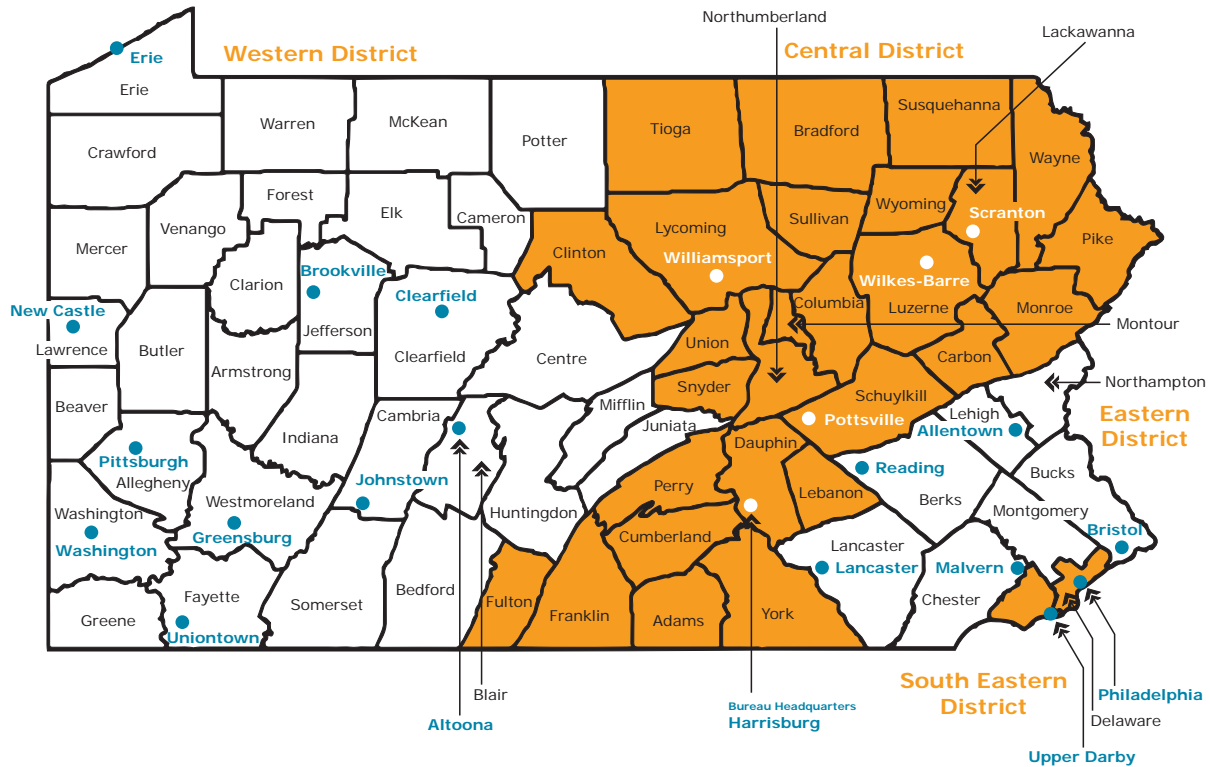 Northumberland
Lackawanna
Western District
Central District
Erie
Erie
Warren
McKean
Potter
Tioga
Bradford
Susquehanna
Crawford
Wayne
Forest
Elk
Cameron
Wyoming
Scranton
Mercer
Venango
Lycoming
Sullivan
Pike
Clinton
Williamsport
Brookville
Clarion
Wilkes-Barre
Clearfield
Columbia
Luzerne
Monroe
New Castle
Jefferson
Montour
Lawrence
Butler
Clearfield
Centre
Union
Carbon
Armstrong
Snyder
Northampton
Schuylkill
Beaver
Mifflin
Cambria
Juniata
Pottsville
Lehigh
Allentown
Eastern
District
Indiana
Dauphin
Pittsburgh
Allegheny
Reading
Bucks
Johnstown
Perry
Lebanon
Berks
Westmoreland
Huntingdon
Montgomery
Washington
Greensburg
Cumberland
Bristol
Washington
Lancaster
Lancaster
Malvern
Fayette
Somerset
Bedford
Fulton
Franklin
Adams
York
Chester
Greene
Uniontown
South Eastern
District
Blair
Philadelphia
Bureau Headquarters
Harrisburg
Altoona
Delaware
Upper Darby